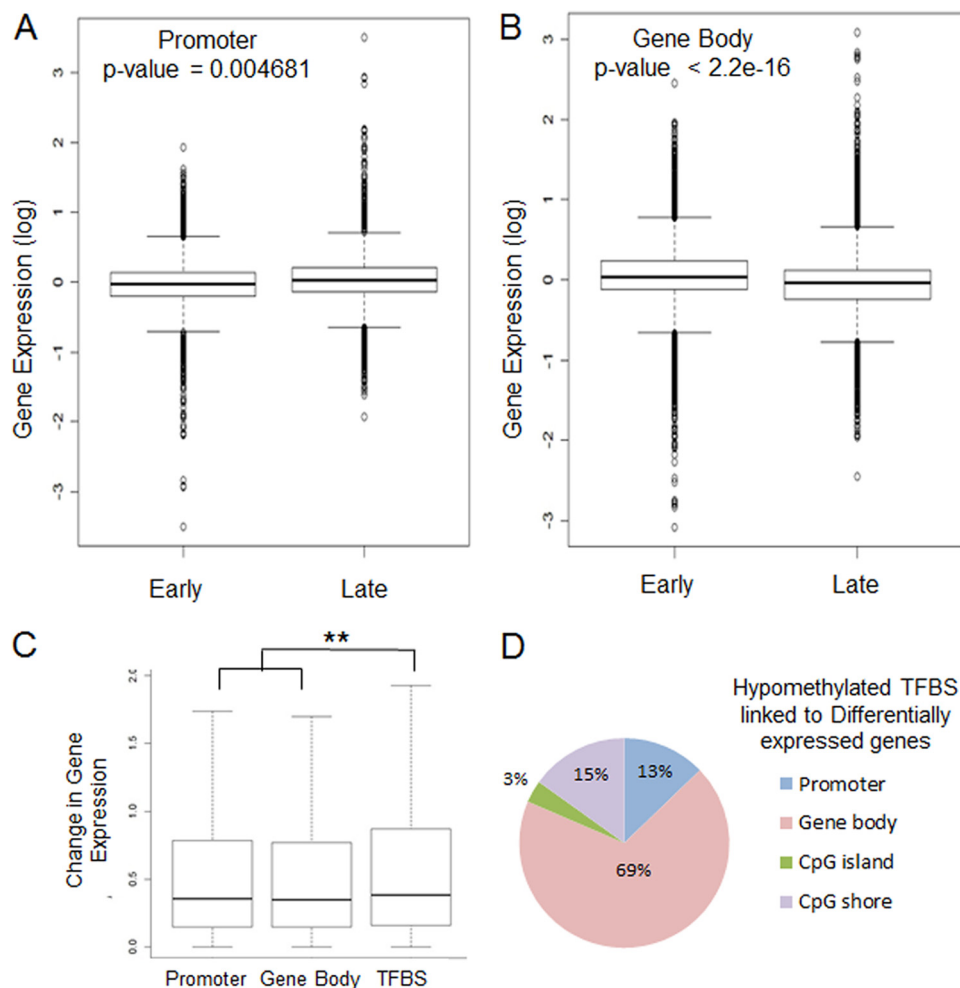 A
Promoter
p-value = 0.004681
Gene Expression (log)
3
2
1
0
-1
-2
-3
Early
Late
B
Gene Body
p-value < 2.2e-16
Gene Expression (log)
3
2
1
0
-1
-2
-3
Early
Late
C
**
Change in Gene
Expression
2.0
1.5
1.0
0.5
0.0
Promoter
Gene Body
TFBS
D
Hypomethylated TFBS
linked to Differentially
expressed genes
3%
15%
13%
69%
Promoter
Gene body
CpG island
CpG shore